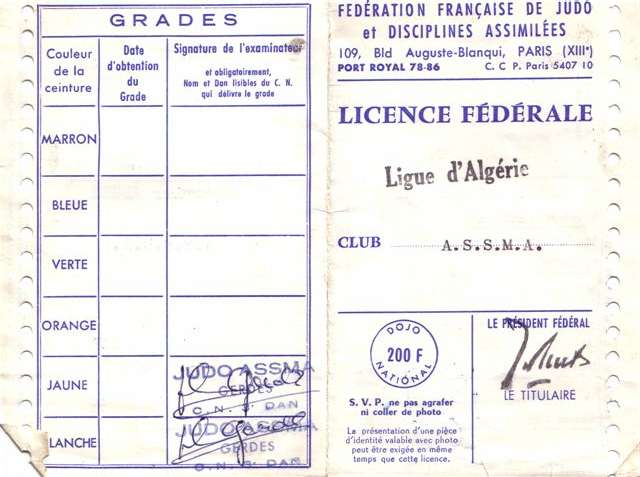 GRADES
Couleur
de la
ceinture
Date
d'obtention
du
Grade
Signature de l'examinateur
et obligatoirement,
Nom et Dan lisibles du C. N.
qui délivre le grade
MARRON
BLEUE
VERTE
ORANGE
JAUNE
JUDO ASSMA
GERDES
C.N. 3° DAN
LANCHE
JUDO ASSMA
GERDES
C.N. 3° DAN
FÉDÉRATION FRANÇAISE DE JUDO
et DISCIPLINES ASSIMILÉES
109, Bld Auguste-Blanqui, PARIS (XIIIe)
PORT ROYAL 78-86 C. C. P. Paris 5407 10
LICENCE FÉDÉRALE
Ligue d'Algérie
CLUB A.S.S.M.A.
DOJO
200 F
NATIONAL
S. V. P. ne pas agrafer
ni coller de photo
La présentation d'une pièce
d'identité valable avec photo
peut être exigée en même
temps que cette licence.
LE PRÉSIDENT FÉDÉRAL
LE TITULAIRE